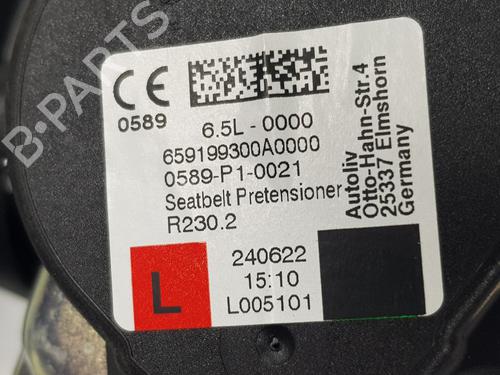 CE
0589
6.5L - 0000
659199300A0000
0589-P1-0021
Seatbelt Pretensioner
R230.2
L
240622
15:10
L005101
Autoliv
Otto-Hahn-Str.4
25337 Elmshorn
Germany
B-PARTS